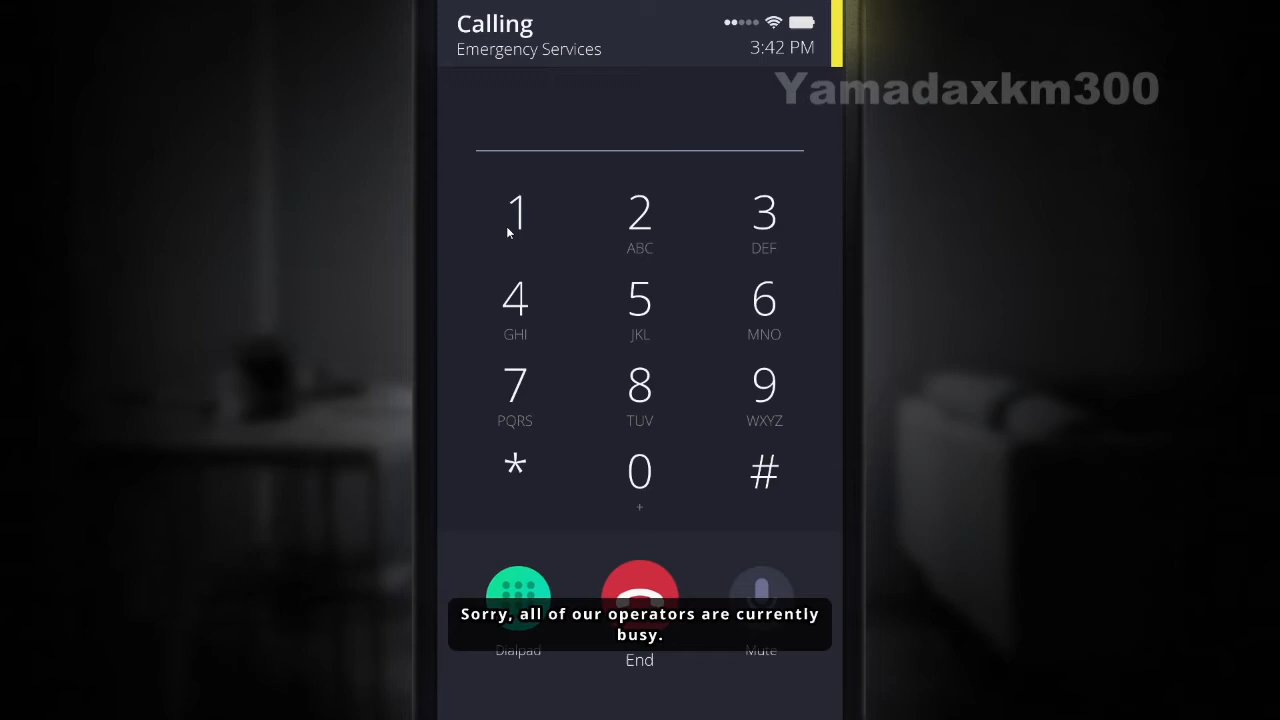 Calling
Emergency Services
3:42 PM
Yamadaxkm300
1
2
ABC
3
DEF
4
GHI
5
JKL
6
MNO
7
PQRS
8
TUV
9
WXYZ
*
0
+
#
Sorry, all of our operators are currently
busy.
Dialpad
End
Mute